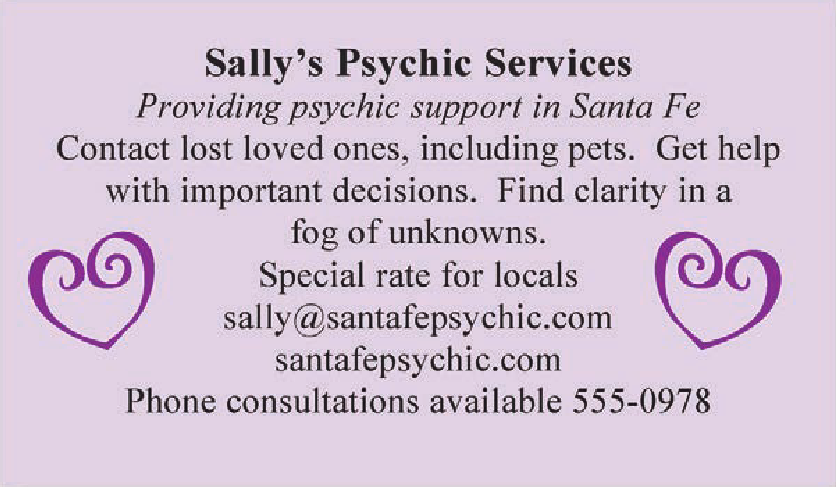 Sally’s Psychic Services
Providing psychic support in Santa Fe
Contact lost loved ones, including pets.  Get help
with important decisions.  Find clarity in a
fog of unknowns.
Special rate for locals
sally@santafepsychic.com
santafepsychic.com
Phone consultations available 555-0978